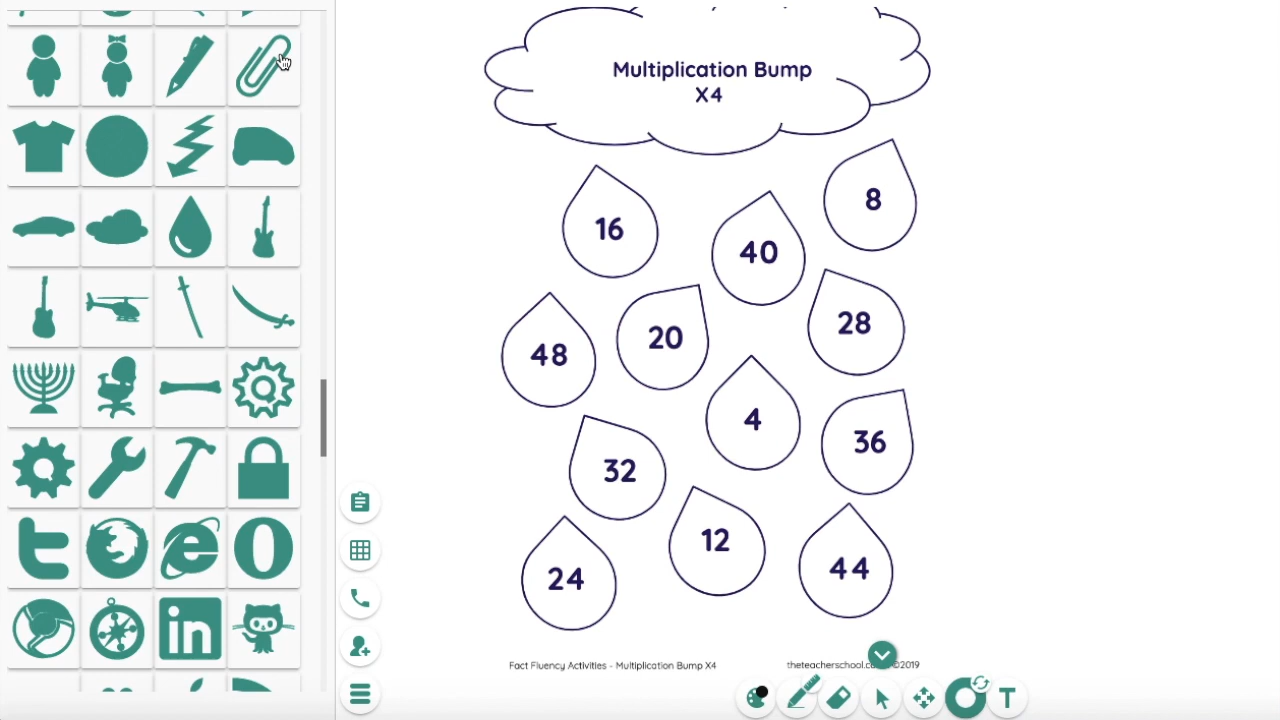 Multiplication Bump
X4
8
16
40
28
20
48
4
36
32
12
44
24
Fact Fluency Activities - Multiplication Bump X4
©2019
in
T